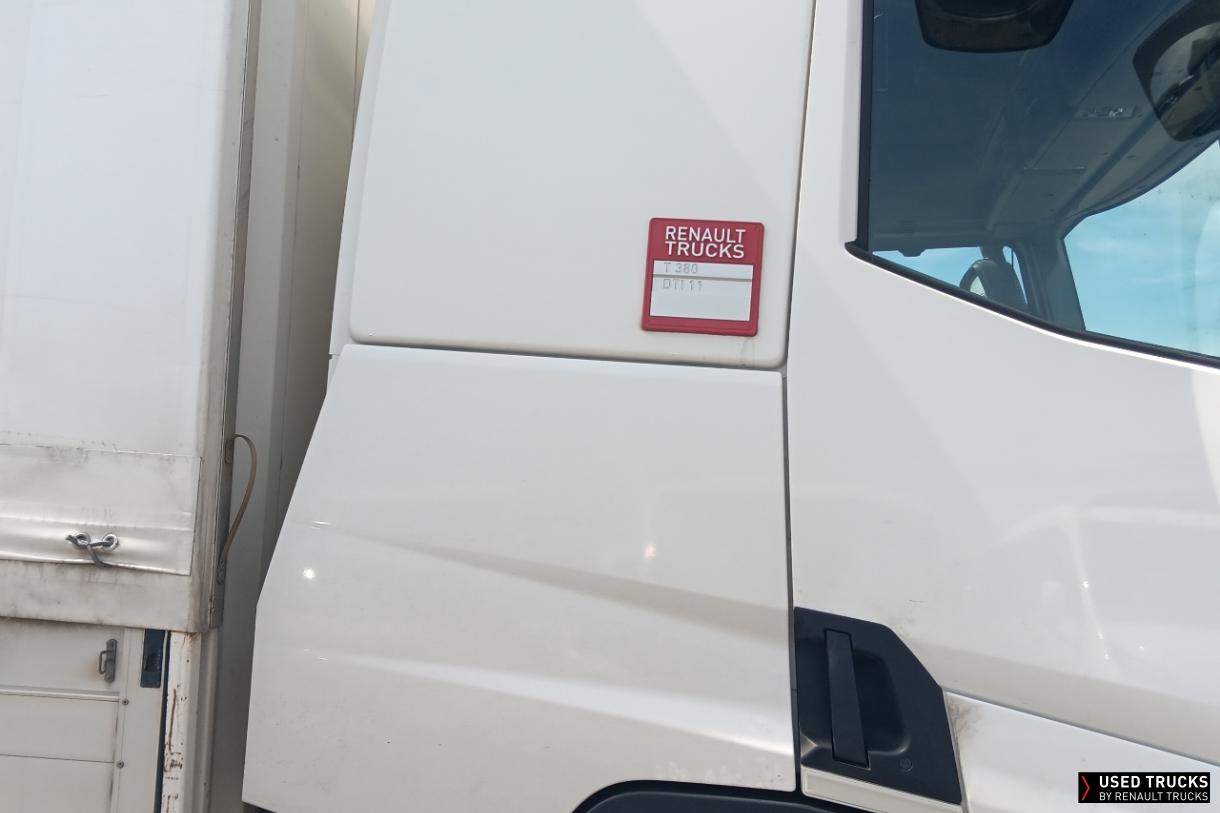 RENAULT
TRUCKS
T 380
DTI 11
USED TRUCKS
BY RENAULT TRUCKS